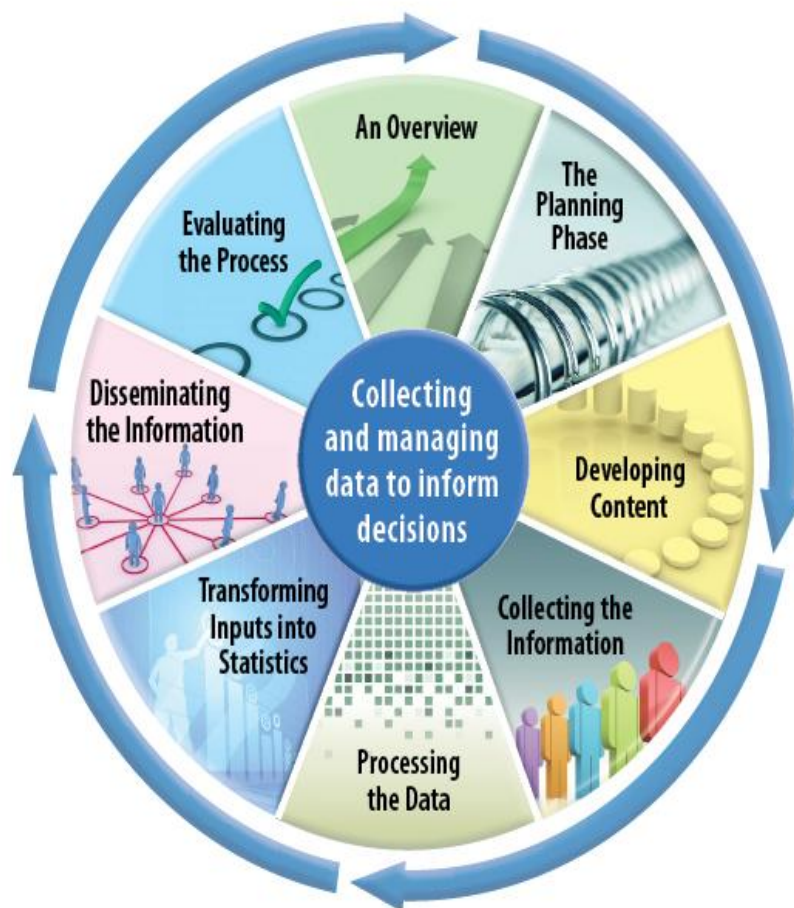 An Overview
The
Planning
Phase
Developing
Content
Collecting the
Information
Processing
the Data
Transforming
Inputs into
Statistics
Disseminating
the Information
Evaluating
the Process
Collecting
and managing
data to inform
decisions